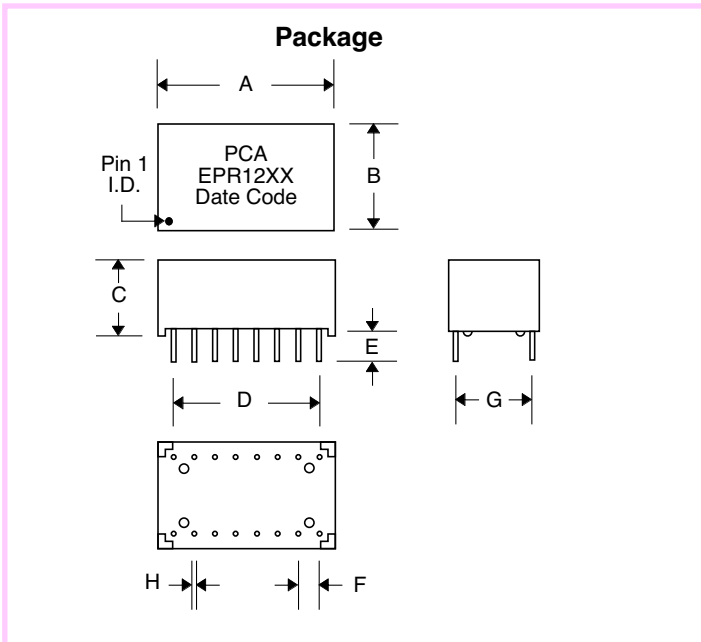 Package
A
PCA
EPR12XX
Date Code
Pin 1
I.D.
B
C
E
D
G
H
F